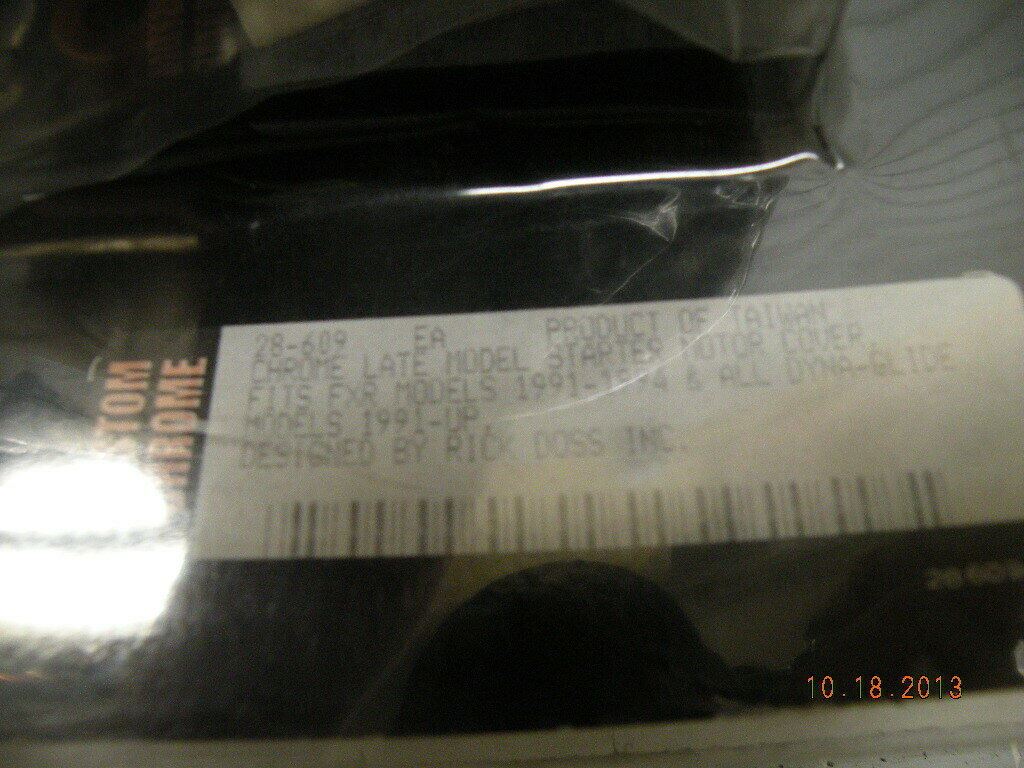 28-609 EA PRODUCT OF TAIWAN
CHROME LATE MODEL STARTER MOTOR COVER.
FITS FXR MODELS 1991-1994 & ALL DYNA-GLIDE
MODELS 1991-UP.
DESIGNED BY RICK DOSS INC.
STOM
HROME
10.18.2013